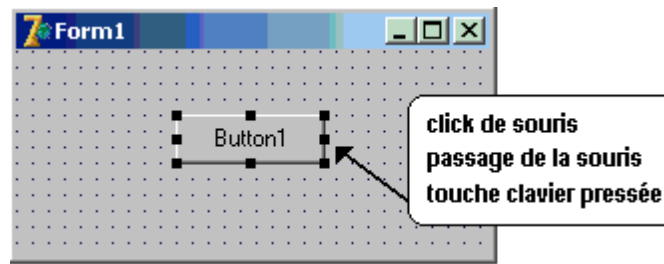 Form1
Button1
click de souris
passage de la souris
touche clavier pressée